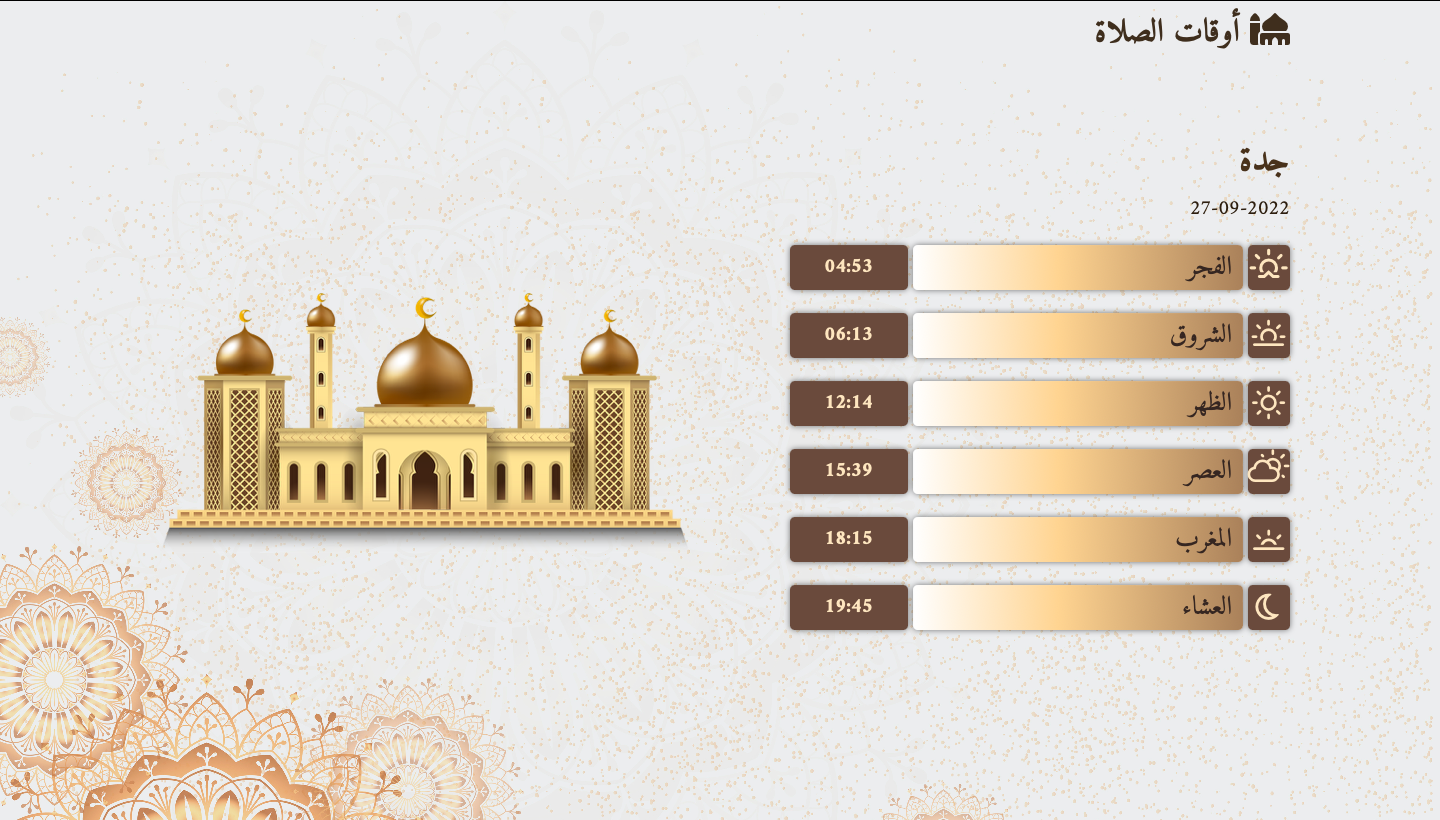 أوقات الصلاة
جدة
27-09-2022
الفجر 04:53
الشروق 06:13
الظهر 12:14
العصر 15:39
المغرب 18:15
العشاء 19:45